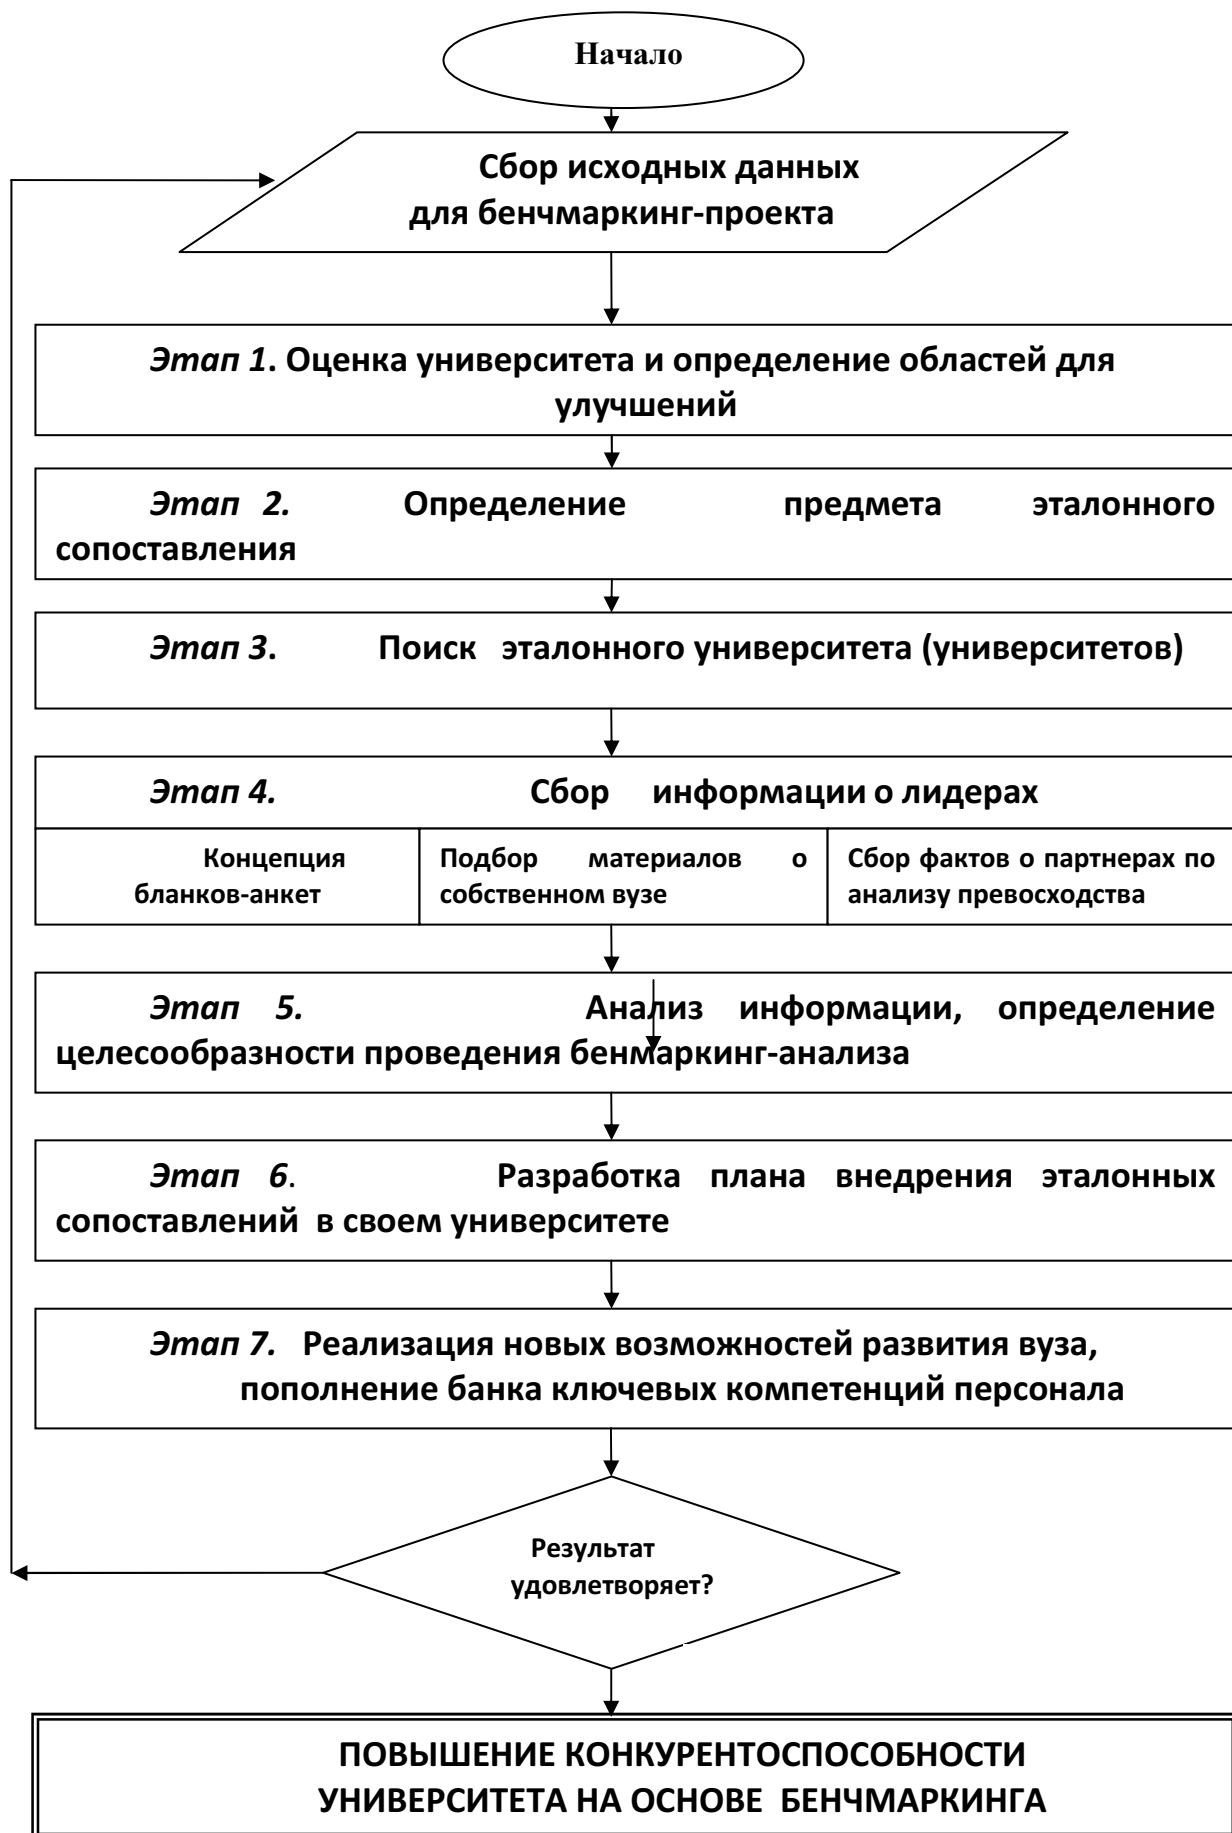 Начало
Сбор исходных данных
для бенчмаркинг-проекта
Этап 1. Оценка университета и определение областей для
улучшений
Этап 2. Определение предмета эталонного
сопоставления
Этап 3. Поиск эталонного университета (университетов)
Этап 4. Сбор информации о лидерах
Концепция
бланков-анкет
Подбор материалов о
собственном вузе
Сбор фактов о партнерах по
анализу превосходства
Этап 5. Анализ информации, определение
целесообразности проведения бенмаркинг-анализа
Этап 6. Разработка плана внедрения эталонных
сопоставлений в своем университете
Этап 7. Реализация новых возможностей развития вуза,
пополнение банка ключевых компетенций персонала
Результат
удовлетворяет?
ПОВЫШЕНИЕ КОНКУРЕНТОСПОСОБНОСТИ
УНИВЕРСИТЕТА НА ОСНОВЕ БЕНЧМАРКИНГА